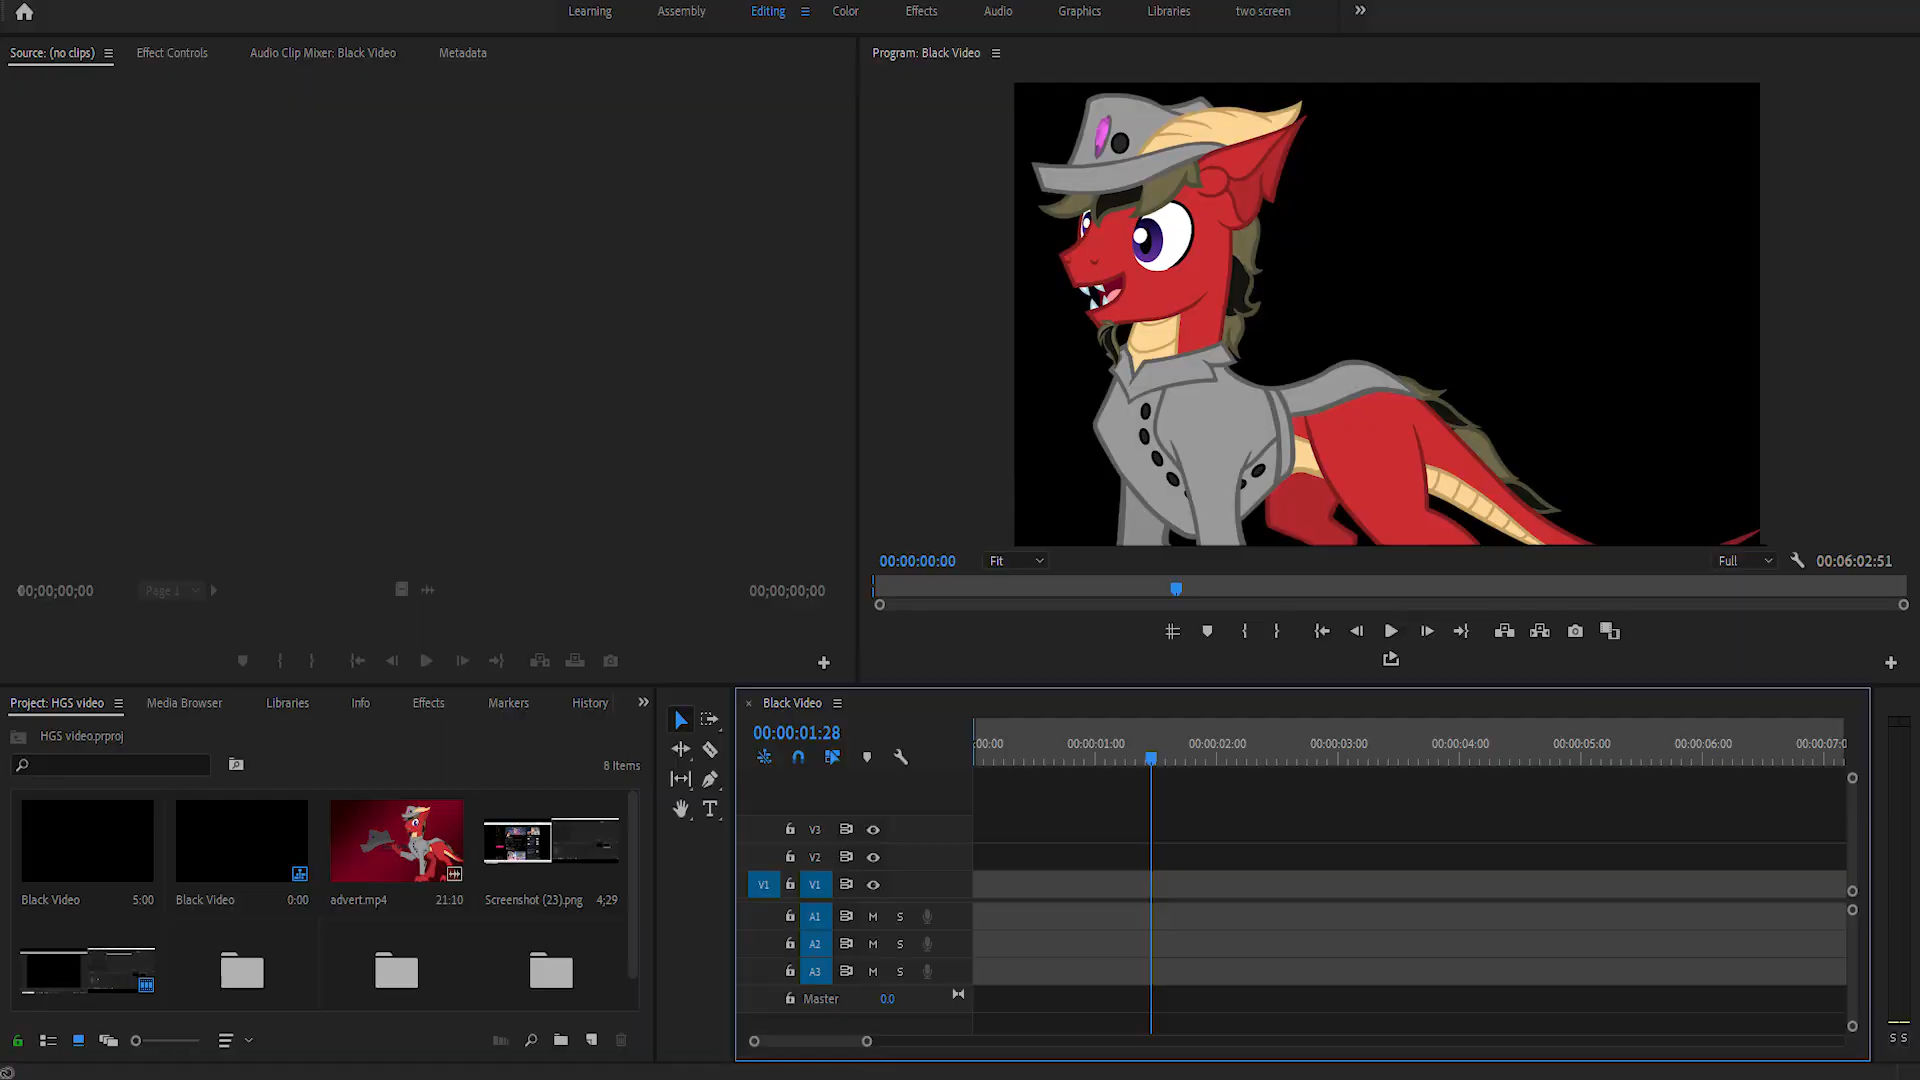 Learning Assembly Editing Color Effects Audio Graphics Libraries two screen
Source: (no clips) Effect Controls Audio Clip Mixer: Black Video Metadata
Program: Black Video
00:00:00:00 Fit Full 00:06:02:51
00;00;00;00 Page 1 00;00;00;00
Project: HGS video Media Browser Libraries Info Effects Markers History
HGS video.prproj
8 Items
Black Video 5:00
Black Video 0:00
advert.mp4 21:10
Screenshot (23).png 4;29
Black Video
00:00:01:28
:00:00 00:00:01:00 00:00:02:00 00:00:03:00 00:00:04:00 00:00:05:00 00:00:06:00 00:00:07:0
V3
V2
V1 V1
A1 M S
A2 M S
A3 M S
Master 0.0
S S